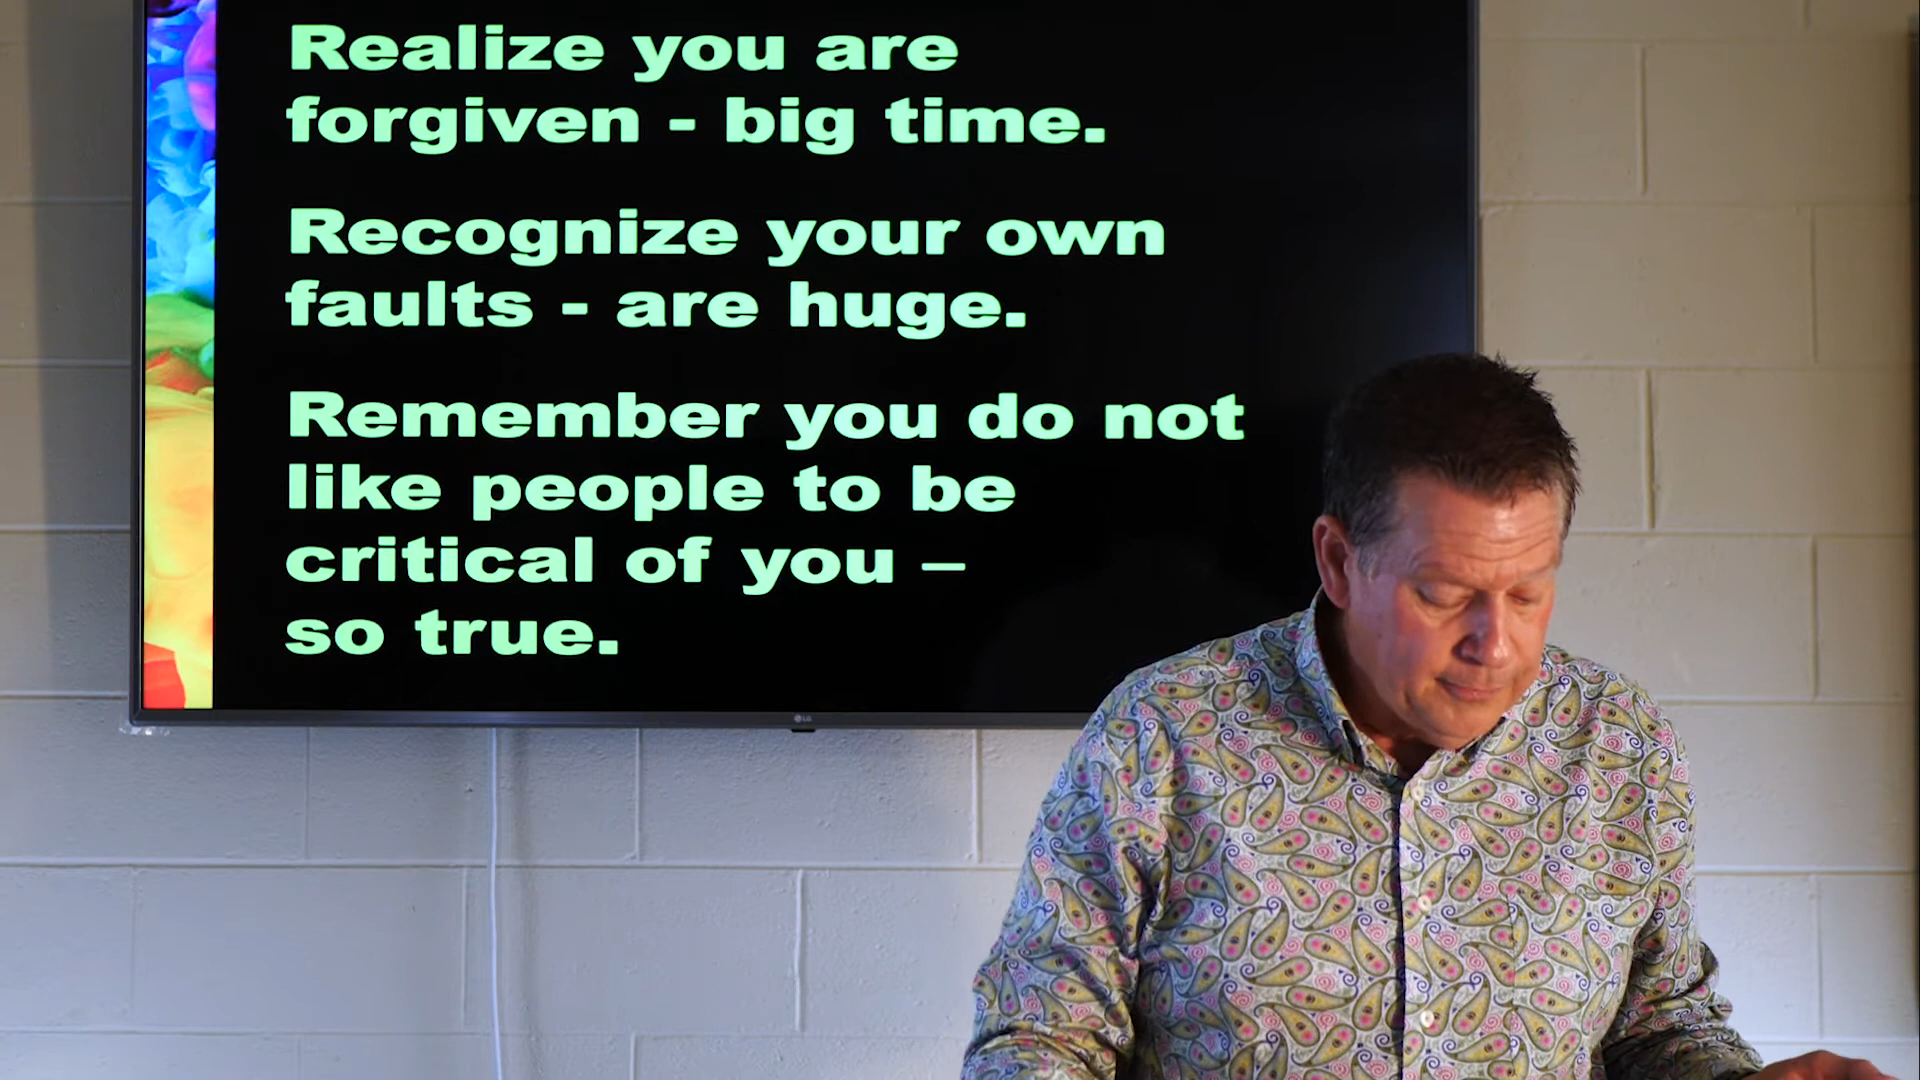 Realize you are
forgiven - big time.
Recognize your own
faults - are huge.
Remember you do not
like people to be
critical of you –
so true.
LG